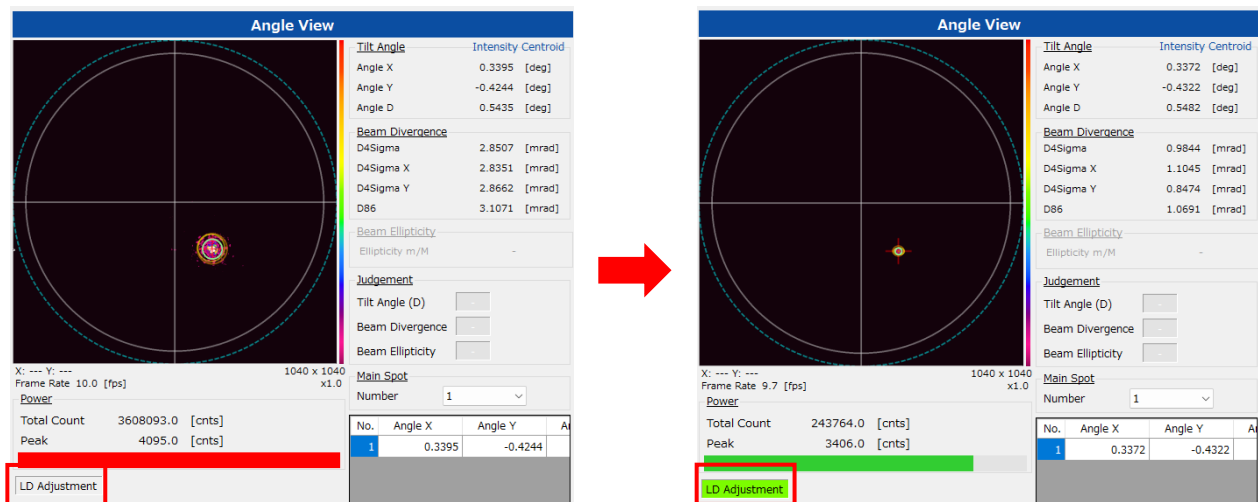 Angle View
Tilt Angle Intensity Centroid
Angle X 0.3395 [deg]
Angle Y -0.4244 [deg]
Angle D 0.5435 [deg]
Beam Divergence
D4Sigma 2.8507 [mrad]
D4Sigma X 2.8351 [mrad]
D4Sigma Y 2.8662 [mrad]
D86 3.1071 [mrad]
Beam Ellipticity
Ellipticity m/M -
Judgement
Tilt Angle (D) -
Beam Divergence -
Beam Ellipticity -
X: --- Y: --- 1040 x 1040
Frame Rate 10.0 [fps] x1.0
Main Spot
Number 1
Power
Total Count 3608093.0 [cnts]
Peak 4095.0 [cnts]
No. Angle X Angle Y
1 0.3395 -0.4244
LD Adjustment
Angle View
Tilt Angle Intensity Centroid
Angle X 0.3372 [deg]
Angle Y -0.4322 [deg]
Angle D 0.5482 [deg]
Beam Divergence
D4Sigma 0.9844 [mrad]
D4Sigma X 1.1045 [mrad]
D4Sigma Y 0.8474 [mrad]
D86 1.0691 [mrad]
Beam Ellipticity
Ellipticity m/M -
Judgement
Tilt Angle (D) -
Beam Divergence -
Beam Ellipticity -
X: --- Y: --- 1040 x 1040
Frame Rate 9.7 [fps] x1.0
Main Spot
Number 1
Power
Total Count 243764.0 [cnts]
Peak 3406.0 [cnts]
No. Angle X Angle Y
1 0.3372 -0.4322
LD Adjustment